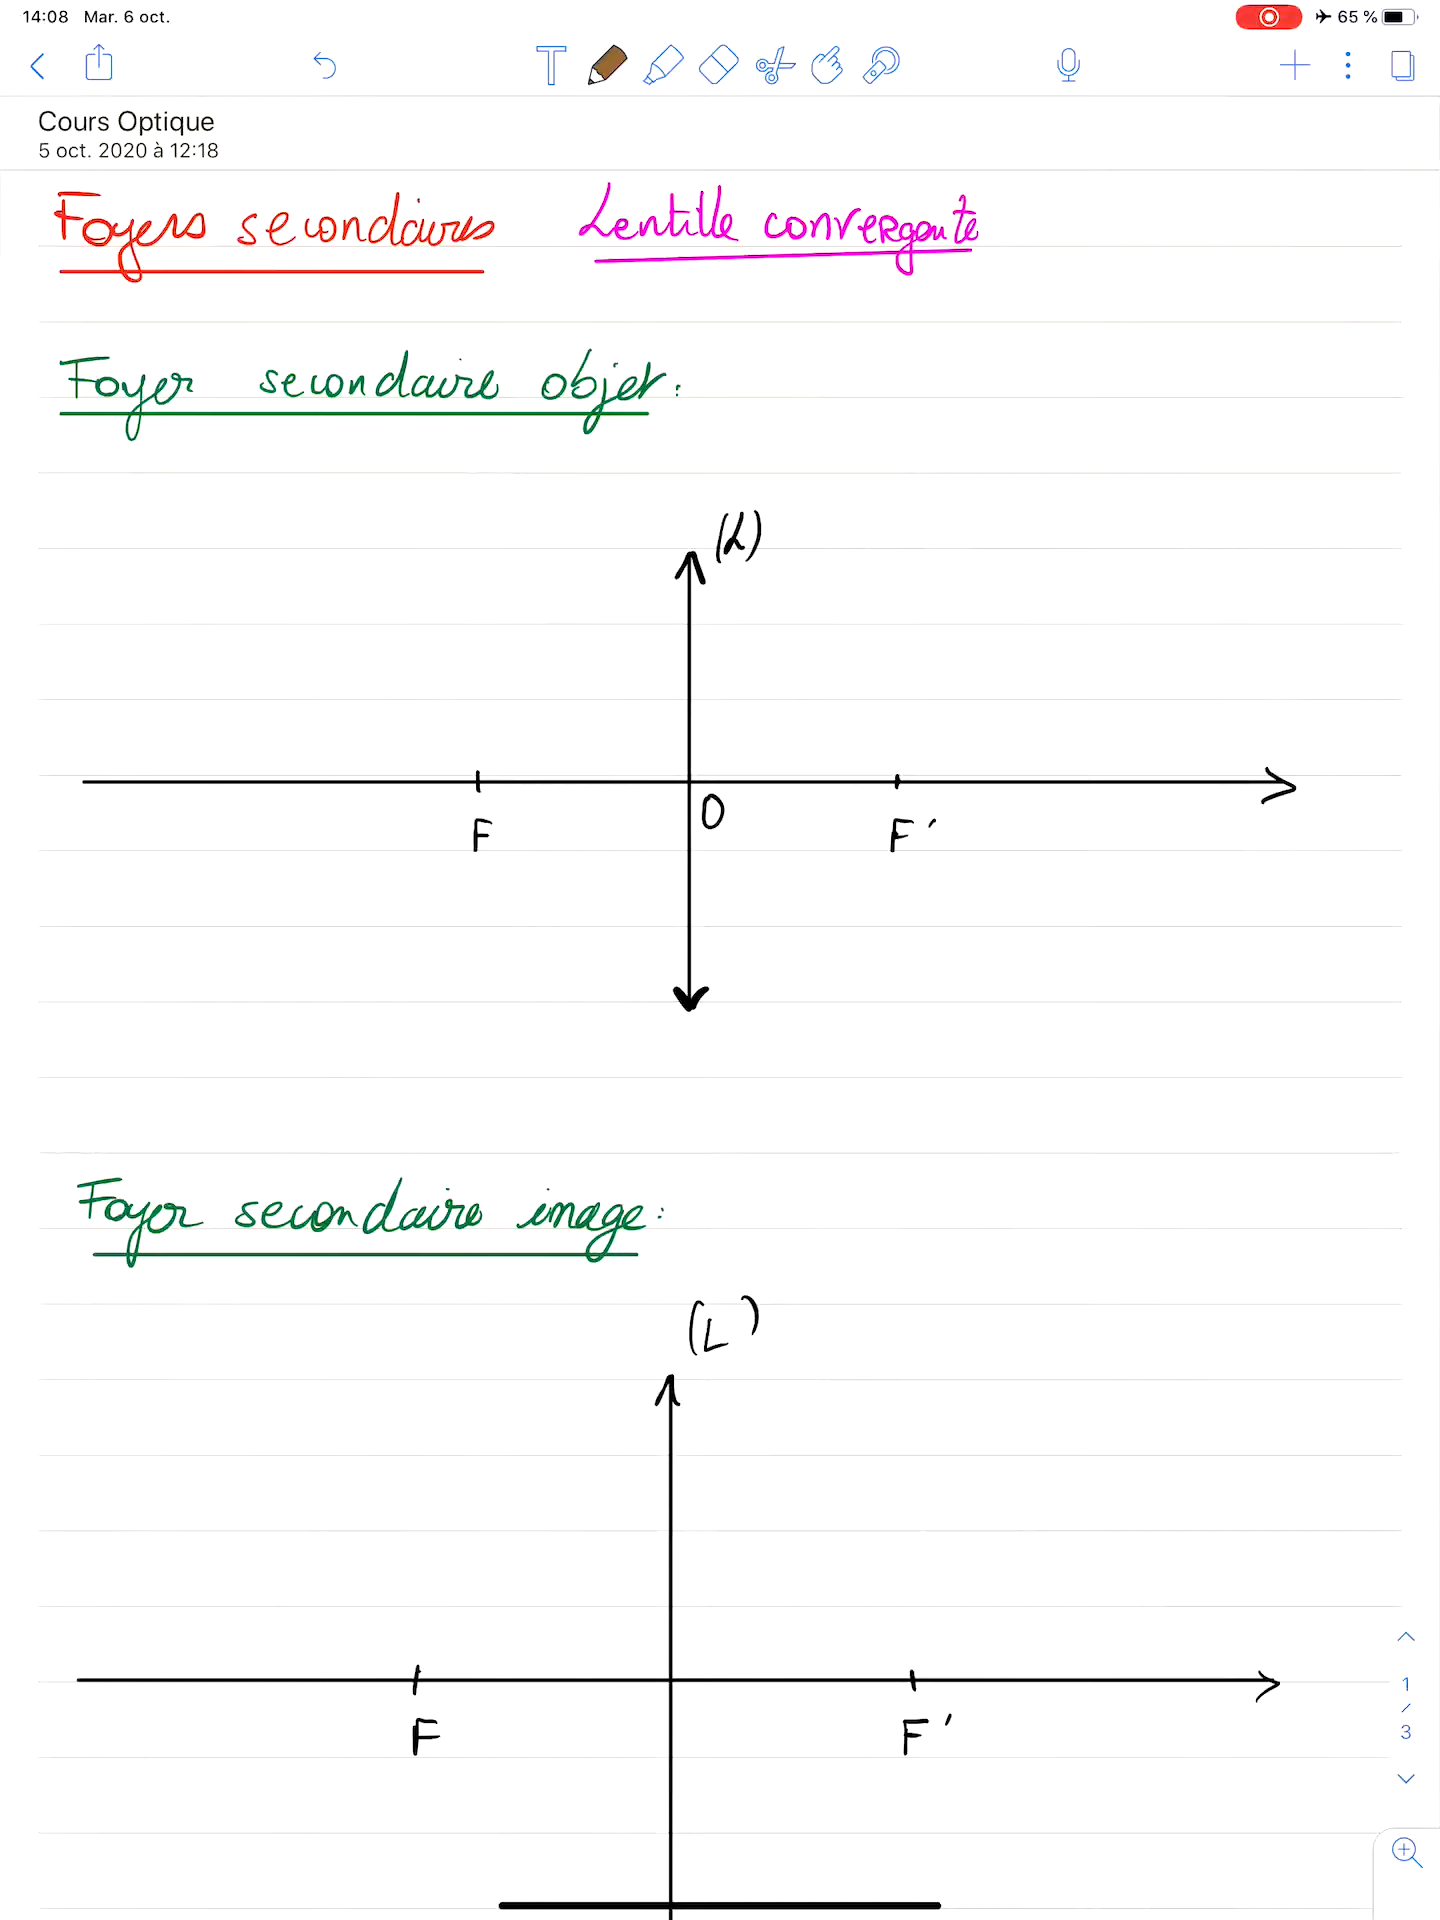 14:08 Mar. 6 oct. 65 %
Cours Optique
5 oct. 2020 à 12:18
Foyers secondaires Lentille convergente
Foyer secondaire objet :
(L)
O
F F'
Foyer secondaire image :
(L)
F F'
1
/
3